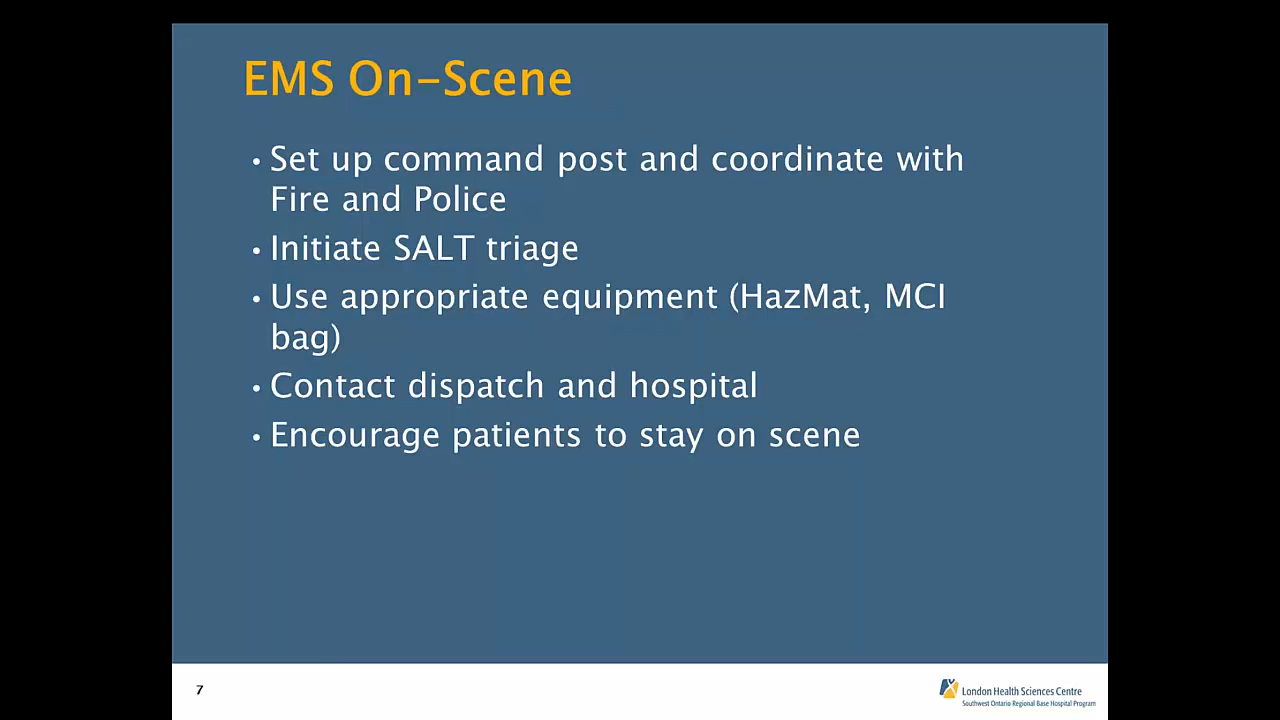 EMS On-Scene
• Set up command post and coordinate with
Fire and Police
• Initiate SALT triage
• Use appropriate equipment (HazMat, MCI
bag)
• Contact dispatch and hospital
• Encourage patients to stay on scene
7
London Health Sciences Centre
Southwest Ontario Regional Base Hospital Program